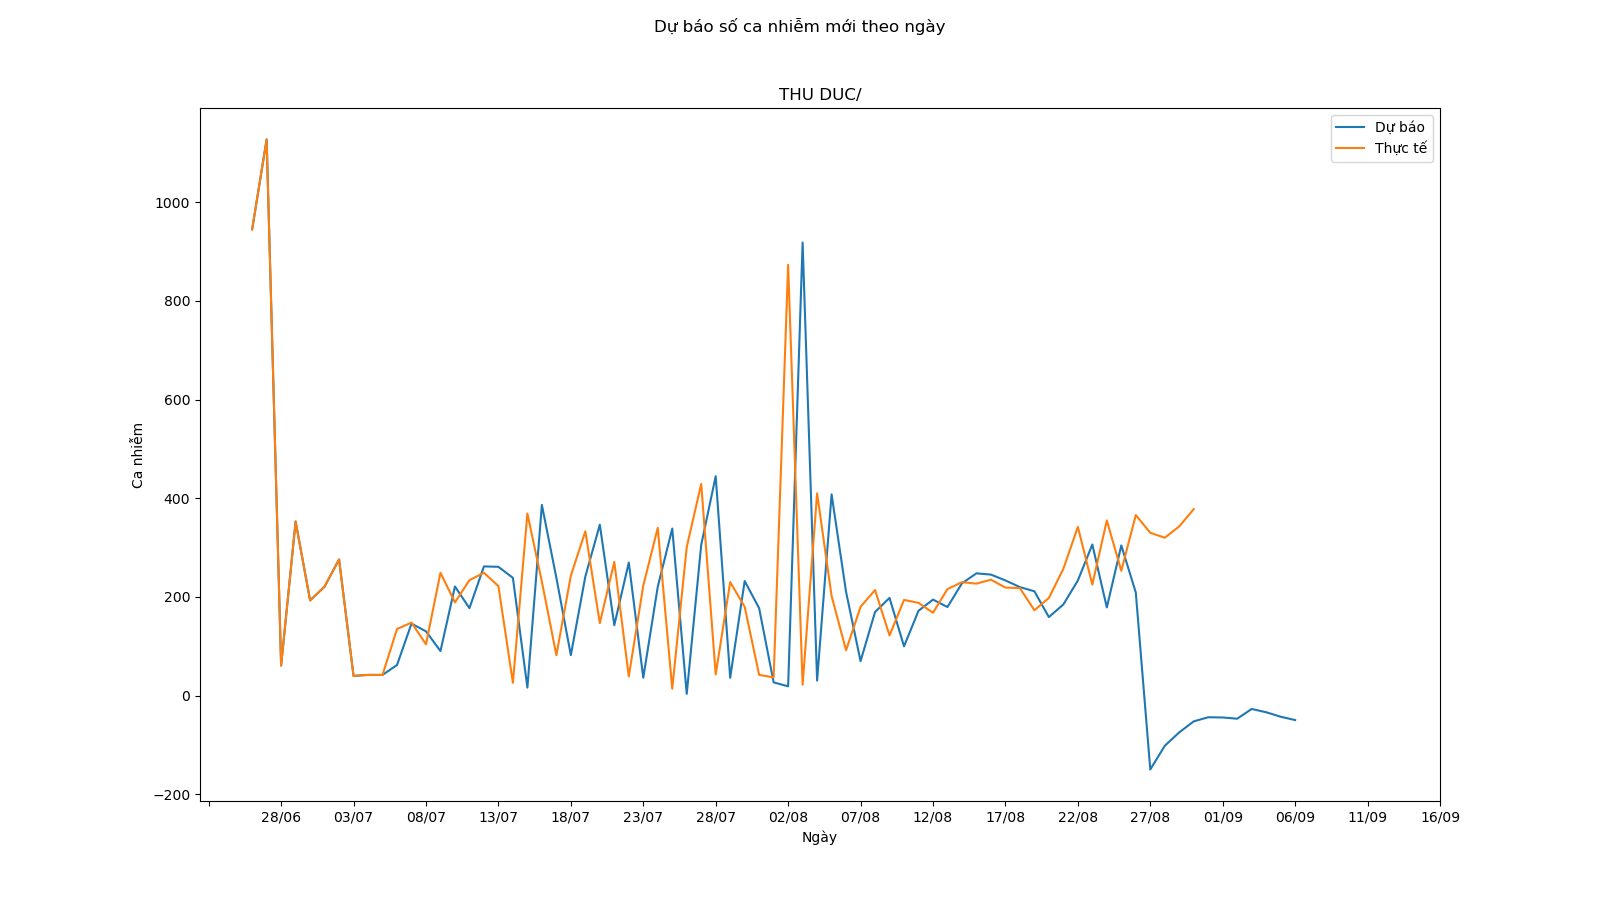 Dự báo số ca nhiễm mới theo ngày
THU DUC/
Dự báo
Thực tế
1000
800
600
400
200
0
−200
Ca nhiễm
28/06 03/07 08/07 13/07 18/07 23/07 28/07 02/08 07/08 12/08 17/08 22/08 27/08 01/09 06/09 11/09 16/09
Ngày